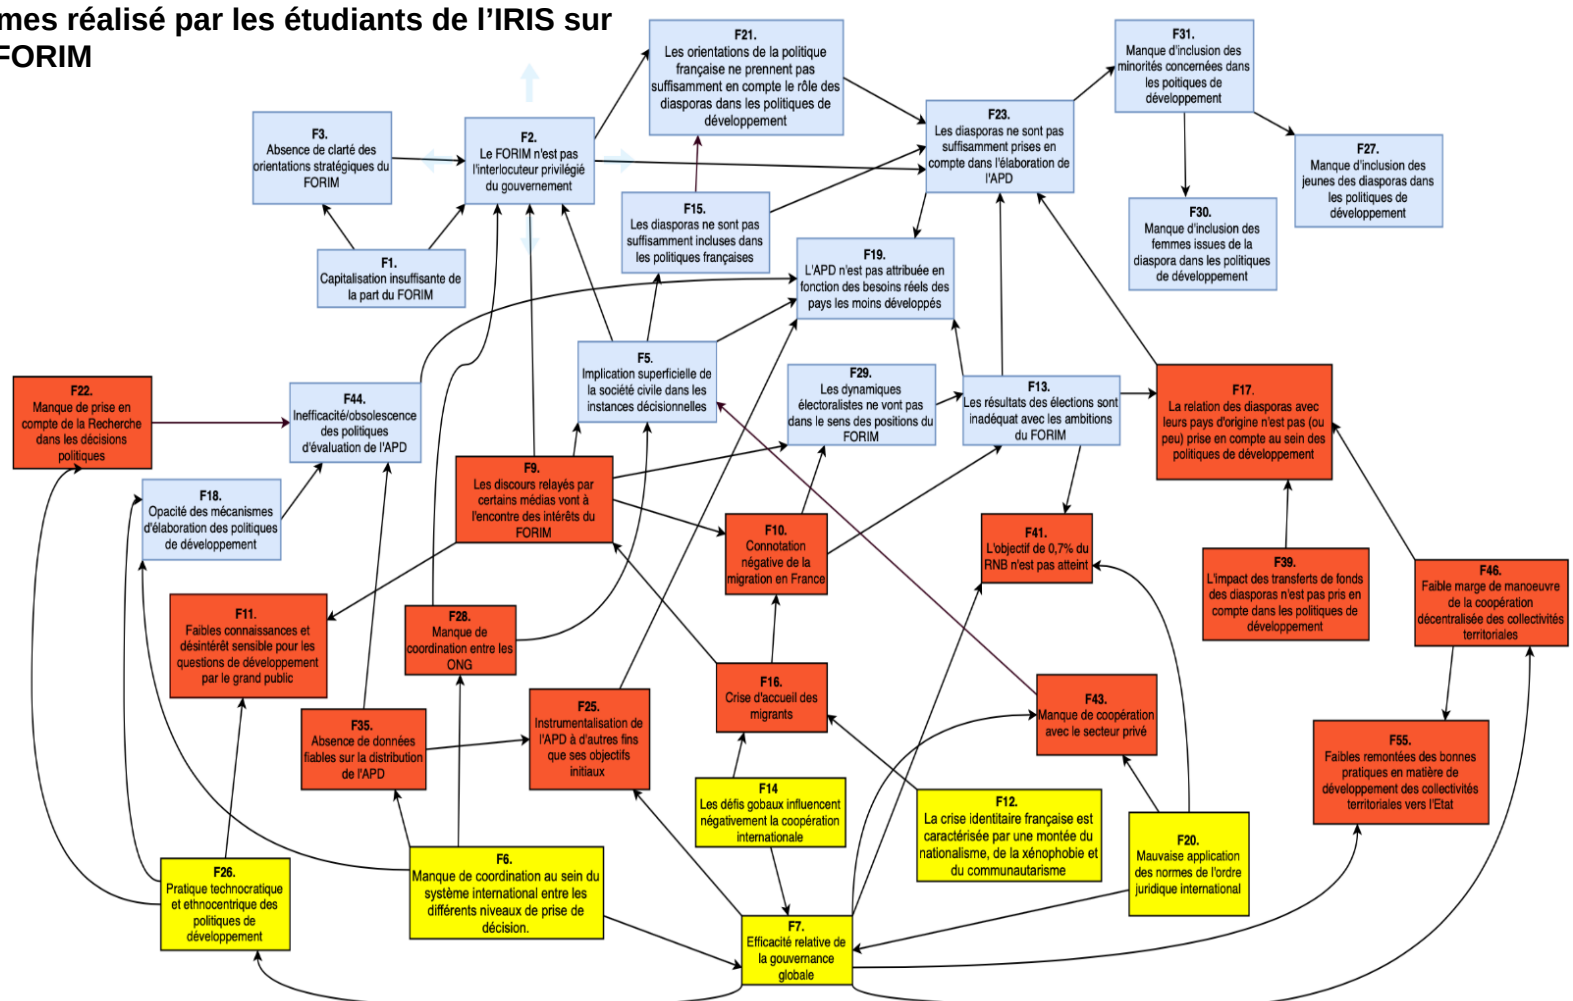 mes réalisé par les étudiants de l'IRIS sur
FORIM
F21.
Les orientations de la politique
française ne prennent pas
suffisamment en compte le rôle des
diasporas dans les politiques de
développement
F31.
Manque d'inclusion des
minorités concernées dans
les poitiques de
développement
F3.
Absence de clarté des
orientations stratégiques du
FORIM
F2.
Le FORIM n'est pas
l'interlocuteur privilégié
du gouvernement
F23.
Les diasporas ne sont pas
suffisamment prises en
compte dans l'élaboration de
l'APD
F27.
Manque d'inclusion des
jeunes des diasporas dans
les politiques de
développement
F15.
Les diasporas ne sont pas
suffisamment incluses dans
les politiques françaises
F30.
Manque d'inclusion des
femmes issues de la
diaspora dans les politiques
de développement
F1.
Capitalisation insuffisante de
la part du FORIM
F19.
L'APD n'est pas attribuée en
fonction des besoins réels des
pays les moins développés
F5.
Implication superficielle de
la société civile dans les
instances décisionnelles
F29.
Les dynamiques
électoralistes ne vont pas
dans le sens des positions du
FORIM
F13.
Les résultats des élections sont
inadéquat avec les ambitions
du FORIM
F17.
La relation des diasporas avec
leurs pays d'origine n'est pas (ou
peu) prise en compte au sein des
politiques de développement
F22.
Manque de prise en
compte de la Recherche
dans les décisions
politiques
F44.
Inefficacité/obsolescence
des politiques
d'évaluation de l'APD
F9.
Les discours relayés par
certains médias vont à
l'encontre des intérêts du
FORIM
F18.
Opacité des mécanismes
d'élaboration des politiques
de développement
F10.
Connotation
négative de la
migration en France
F41.
L'objectif de 0,7% du
RNB n'est pas atteint
F39.
L'impact des transferts de fonds
des diasporas n'est pas pris en
compte dans les politiques de
développement
F46.
Faible marge de manoeuvre
de la coopération
décentralisée des collectivités
territoriales
F11.
Faibles connaissances et
désintérêt sensible pour les
questions de développement
par le grand public
F28.
Manque de
coordination entre les
ONG
F16.
Crise d'accueil des
migrants
F43.
Manque de coopération
avec le secteur privé
F35.
Absence de données
fiables sur la distribution
de l'APD
F25.
Instrumentalisation de
l'APD à d'autres fins
que ses objectifs
initiaux
F55.
Faibles remontées des bonnes
pratiques en matière de
développement des collectivités
territoriales vers l'Etat
F14
Les défis gobaux influencent
négativement la coopération
internationale
F12.
La crise identitaire française est
caractérisée par une montée du
nationalisme, de la xénophobie et
du communautarisme
F20.
Mauvaise application
des normes de l'ordre
juridique international
F26.
Pratique technocratique
et ethnocentrique des
politiques de
développement
F6.
Manque de coordination au sein du
système international entre les
différents niveaux de prise de
décision.
F7.
Efficacité relative de
la gouvernance
globale